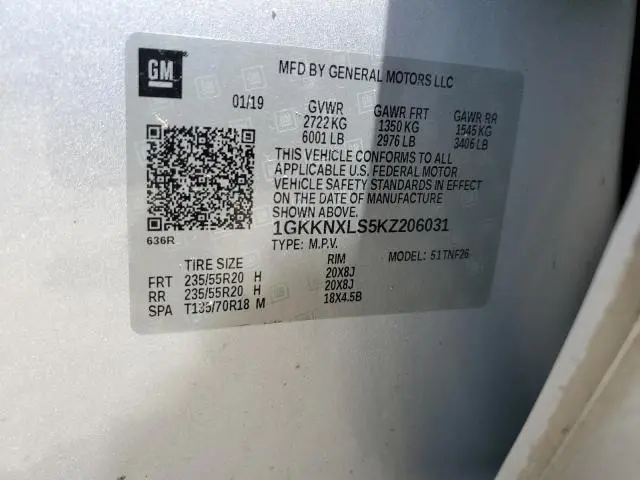 GM
MFD BY GENERAL MOTORS LLC
01/19 GVWR GAWR FRT GAWR RR
2722 KG 1350 KG 1545 KG
6001 LB 2976 LB 3406 LB
THIS VEHICLE CONFORMS TO ALL
APPLICABLE U.S. FEDERAL MOTOR
VEHICLE SAFETY STANDARDS IN EFFECT
ON THE DATE OF MANUFACTURE
SHOWN ABOVE.
636R
1GKKNXLS5KZ206031
TYPE: M.P.V. 51TNF26
TIRE SIZE RIM
FRT 235/55R20 H 20X8J
RR 235/55R20 H 20X8J
SPA T135/70R18 M 18X4.5B